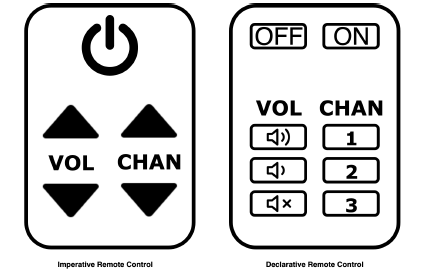 VOL CHAN
Imperative Remote Control
OFF ON
VOL CHAN
1
2
3
Declarative Remote Control